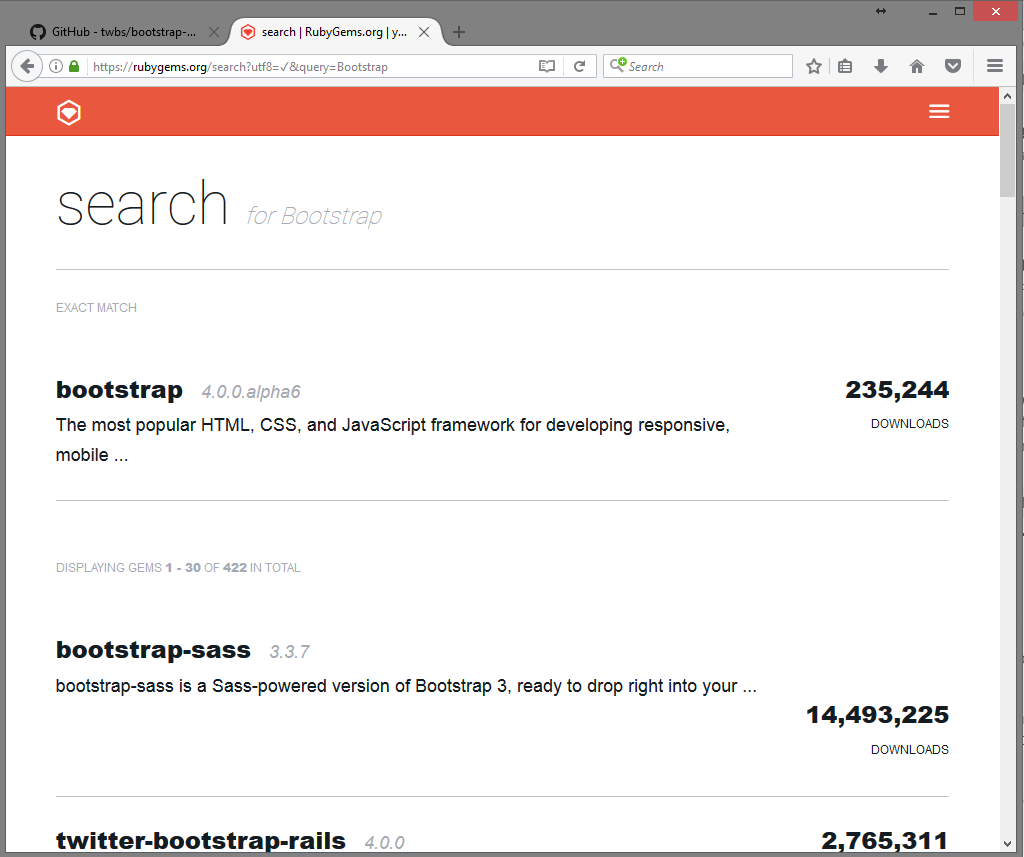 GitHub - twbs/bootstrap-...
search | RubyGems.org | y...
https://rubygems.org/search?utf8=✓&query=Bootstrap
Search
search for Bootstrap
EXACT MATCH
bootstrap 4.0.0.alpha6
235,244
The most popular HTML, CSS, and JavaScript framework for developing responsive,
DOWNLOADS
mobile ...
DISPLAYING GEMS 1 - 30 OF 422 IN TOTAL
bootstrap-sass 3.3.7
bootstrap-sass is a Sass-powered version of Bootstrap 3, ready to drop right into your ...
14,493,225
DOWNLOADS
twitter-bootstrap-rails 4.0.0
2,765,311